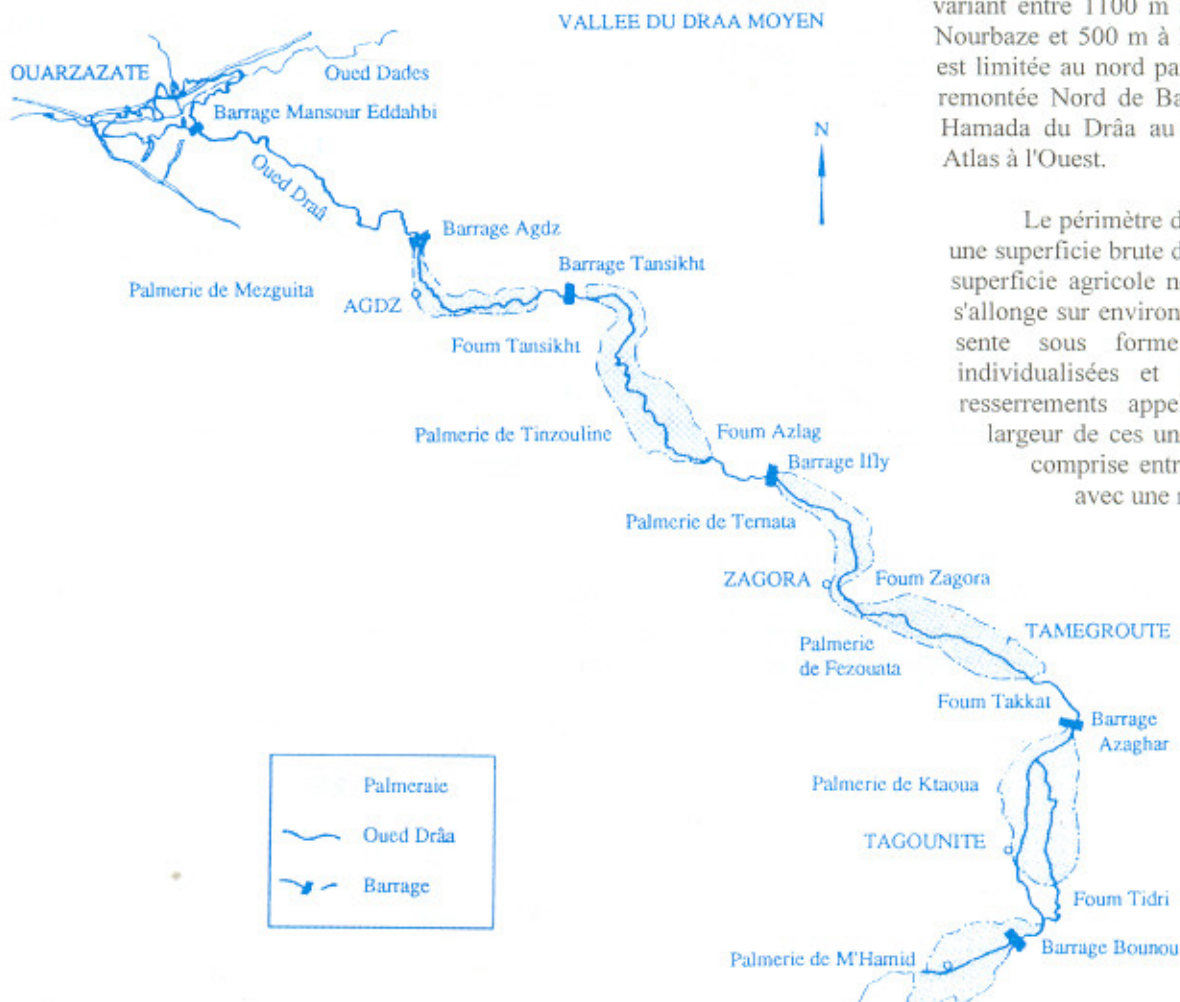 VALLEE DU DRAA MOYEN
OUARZAZATE
Oued Dades
Barrage Mansour Eddahbi
Oued Draâ
N
Barrage Agdz
Barrage Tansikht
Palmerie de Mezguita
AGDZ
Foum Tansikht
Palmerie de Tinzouline
Foum Azlag
Barrage Ifly
Palmerie de Ternata
ZAGORA
Foum Zagora
TAMEGROUTE
Palmerie
de Fezouata
Foum Takkat
Barrage
Azaghar
Palmerie de Ktaoua
TAGOUNITE
Foum Tidri
Palmerie de M'Hamid
Barrage Bounou
Palmeraie
Oued Drâa
Barrage
variant entre 1100 m
Nourbaze et 500 m à
est limitée au nord pa
remontée Nord de Ba
Hamada du Drâa au
Atlas à l'Ouest.
Le périmètre d
une superficie brute d
superficie agricole n
s'allonge sur environ
sente sous forme
individualisées et
resserrements appe
largeur de ces un
comprise entr
avec une